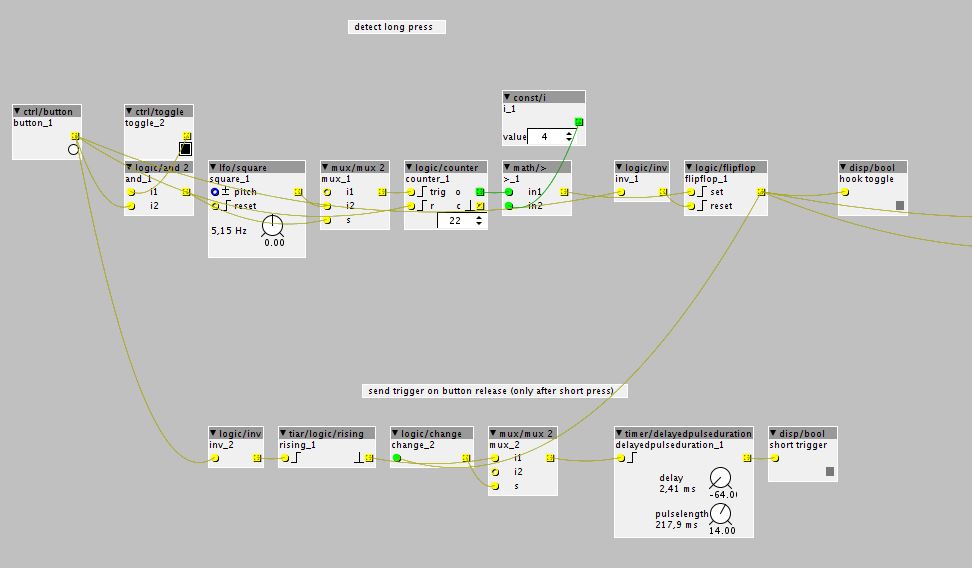 detect long press
▼ ctrl/button
button_1
▼ ctrl/toggle
toggle_2
▼ const/i
i_1
value 4
▼ logic/and 2
and_1
i1
i2
▼ lfo/square
square_1
± pitch
reset
5,15 Hz
0.00
▼ mux/mux 2
mux_1
i1
i2
s
▼ logic/counter
counter_1
trig o
r c
22
▼ math/>
>_1
in1
in2
▼ logic/inv
inv_1
▼ logic/flipflop
flipflop_1
set
reset
▼ disp/bool
hook toggle
send trigger on button release (only after short press)
▼ logic/inv
inv_2
▼ tiar/logic/rising
rising_1
▼ logic/change
change_2
▼ mux/mux 2
mux_2
i1
i2
s
timer/delayedpulseduration
delayedpulseduration_1
delay
2,41 ms
-64.0
pulselength
217,9 ms
14.00
▼ disp/bool
short trigger